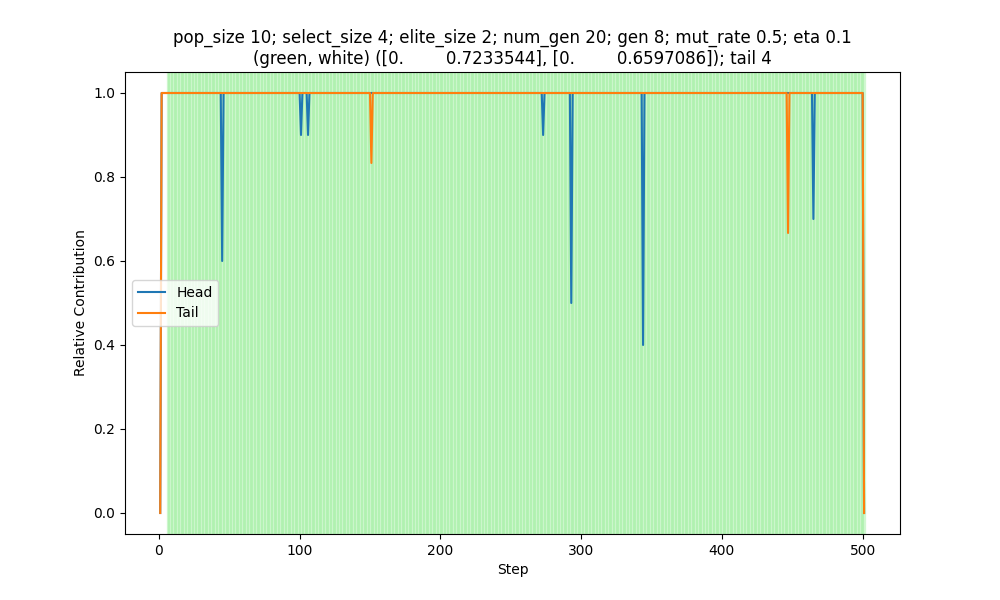 pop_size 10; select_size 4; elite_size 2; num_gen 20; gen 8; mut_rate 0.5; eta 0.1
(green, white) ([0. 0.7233544], [0. 0.6597086]); tail 4
1.0
0.8
0.6
0.4
0.2
0.0
Relative Contribution
Head
Tail
0 100 200 300 400 500
Step